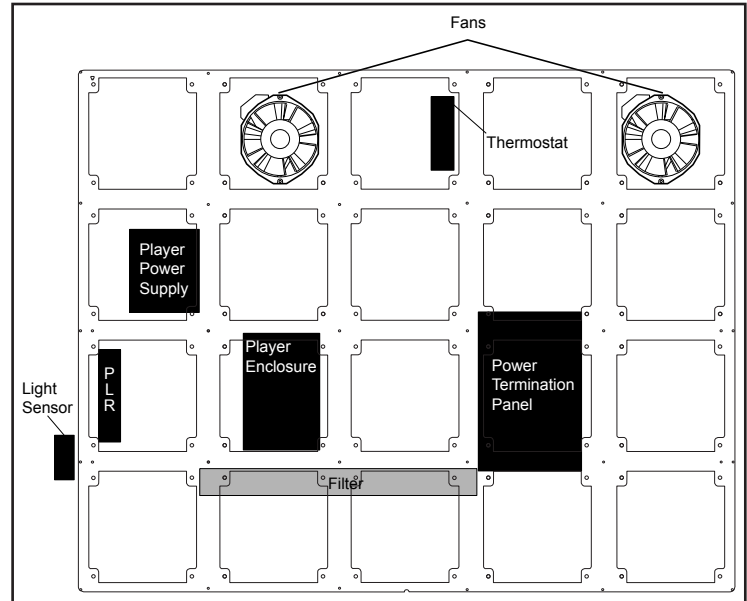 Fans
Thermostat
Player
Power
Supply
Player
Enclosure
Power
Termination
Panel
P
L
R
Light
Sensor
Filter